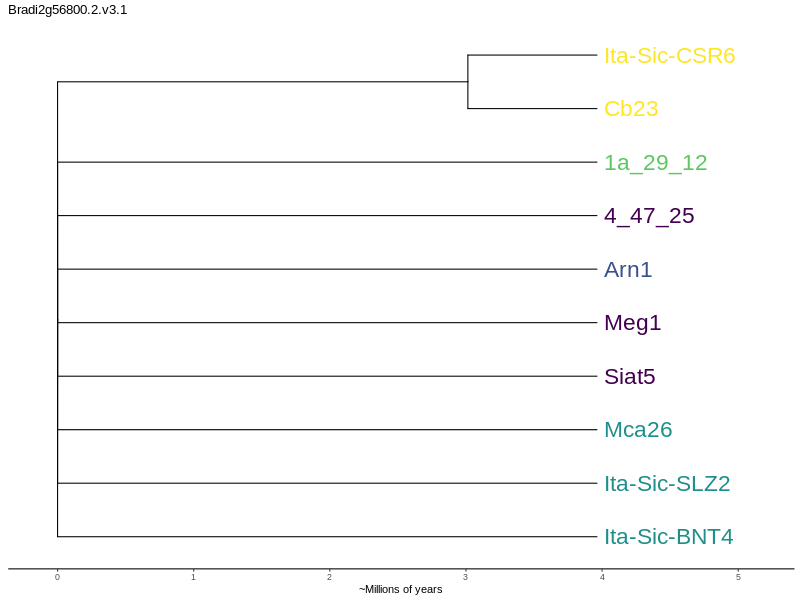 Bradi2g56800.2.v3.1
Ita-Sic-CSR6
Cb23
1a_29_12
4_47_25
Arn1
Meg1
Siat5
Mca26
Ita-Sic-SLZ2
Ita-Sic-BNT4
0 1 2 3 4 5
~Millions of years